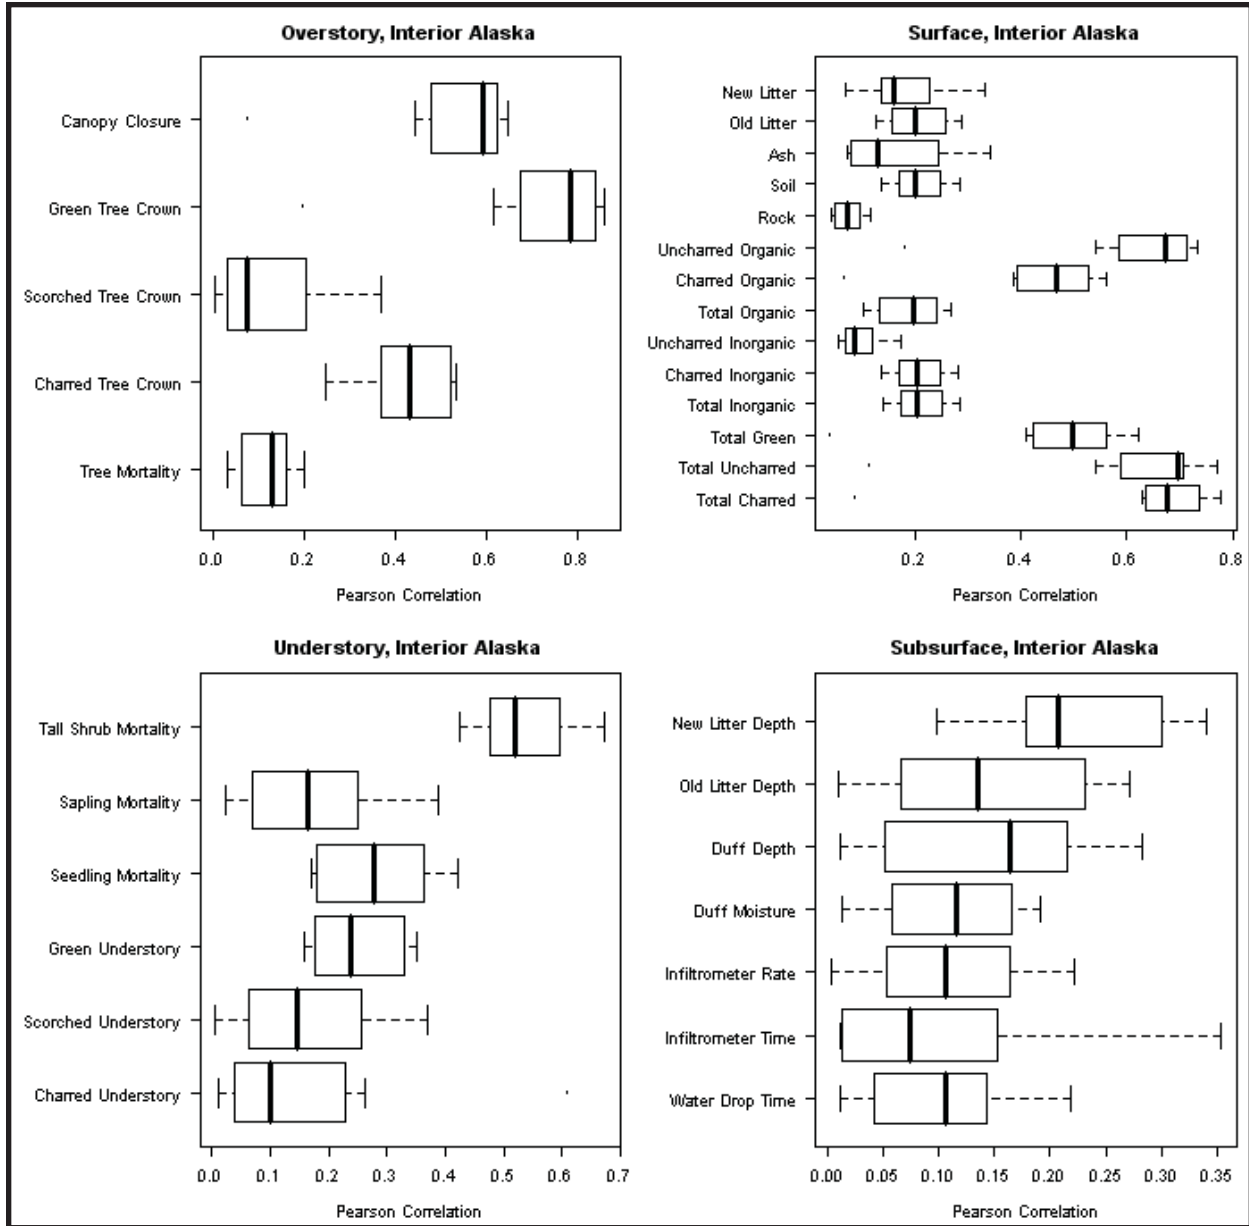 Overstory, Interior Alaska
Canopy Closure
Green Tree Crown
Scorched Tree Crown
Charred Tree Crown
Tree Mortality
0.0 0.2 0.4 0.6 0.8
Pearson Correlation
Surface, Interior Alaska
New Litter
Old Litter
Ash
Soil
Rock
Uncharred Organic
Charred Organic
Total Organic
Uncharred Inorganic
Charred Inorganic
Total Inorganic
Total Green
Total Uncharred
Total Charred
0.2 0.4 0.6 0.8
Pearson Correlation
Understory, Interior Alaska
Tall Shrub Mortality
Sapling Mortality
Seedling Mortality
Green Understory
Scorched Understory
Charred Understory
0.0 0.1 0.2 0.3 0.4 0.5 0.6 0.7
Pearson Correlation
Subsurface, Interior Alaska
New Litter Depth
Old Litter Depth
Duff Depth
Duff Moisture
Infiltrometer Rate
Infiltrometer Time
Water Drop Time
0.00 0.05 0.10 0.15 0.20 0.25 0.30 0.35
Pearson Correlation